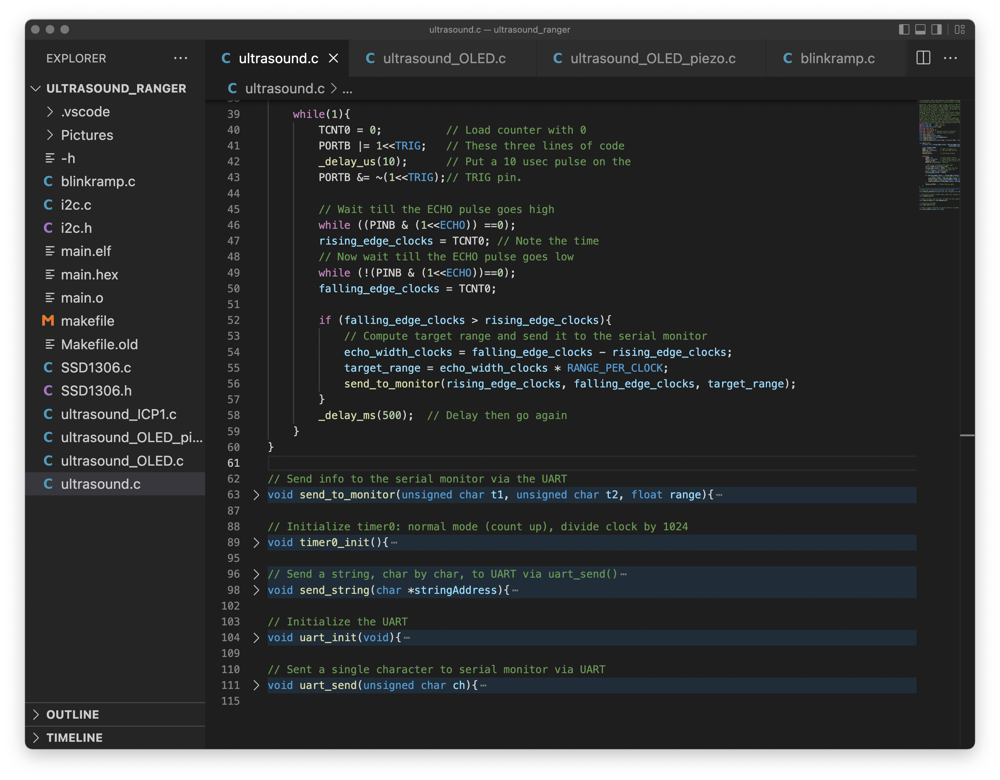 ultrasound.c — ultrasound_ranger
EXPLORER
ULTRASOUND_RANGER
.vscode
Pictures
-h
blinkramp.c
i2c.c
i2c.h
main.elf
main.hex
main.o
makefile
Makefile.old
SSD1306.c
SSD1306.h
ultrasound_ICP1.c
ultrasound_OLED_pi...
ultrasound_OLED.c
ultrasound.c
OUTLINE
TIMELINE
ultrasound.c ultrasound_OLED.c ultrasound_OLED_piezo.c blinkramp.c
ultrasound.c > ...
39 while(1){
40 TCNT0 = 0; // Load counter with 0
41 PORTB |= 1<<TRIG; // These three lines of code
42 _delay_us(10); // Put a 10 usec pulse on the
43 PORTB &= ~(1<<TRIG);// TRIG pin.
44
45 // Wait till the ECHO pulse goes high
46 while ((PINB & (1<<ECHO)) ==0);
47 rising_edge_clocks = TCNT0; // Note the time
48 // Now wait till the ECHO pulse goes low
49 while (!(PINB & (1<<ECHO))==0);
50 falling_edge_clocks = TCNT0;
51
52 if (falling_edge_clocks > rising_edge_clocks){
53 // Compute target range and send it to the serial monitor
54 echo_width_clocks = falling_edge_clocks - rising_edge_clocks;
55 target_range = echo_width_clocks * RANGE_PER_CLOCK;
56 send_to_monitor(rising_edge_clocks, falling_edge_clocks, target_range);
57 }
58 _delay_ms(500); // Delay then go again
59 }
60 }
61
62 // Send info to the serial monitor via the UART
63 void send_to_monitor(unsigned char t1, unsigned char t2, float range){
87
88 // Initialize timer0: normal mode (count up), divide clock by 1024
89 void timer0_init(){
95
96 // Send a string, char by char, to UART via uart_send()
98 void send_string(char *stringAddress){
102
103 // Initialize the UART
104 void uart_init(void){
109
110 // Sent a single character to serial monitor via UART
111 void uart_send(unsigned char ch){
115